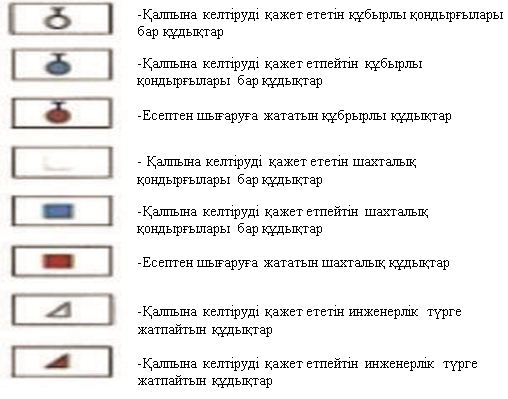 -Қалпына келтіруді қажет ететін құбырлы қондырғылары
бар құдықтар
-Қалпына келтіруді қажет етпейтін құбырлы
қондырғылары бар құдықтар
-Есептен шығаруға жататын құбрырлы құдықтар
- Қалпына келтіруді қажет ететін шахталық
қондырғылары бар құдықтар
-Қалпына келтіруді қажет етпейтін шахталық
қондырғылары бар құдықтар
-Есептен шығаруға жататын шахталық құдықтар
-Қалпына келтіруді қажет ететін инженерлік түрге
жатпайтын құдықтар
-Қалпына келтіруді қажет етпейтін инженерлік түрге
жатпайтын құдықтар